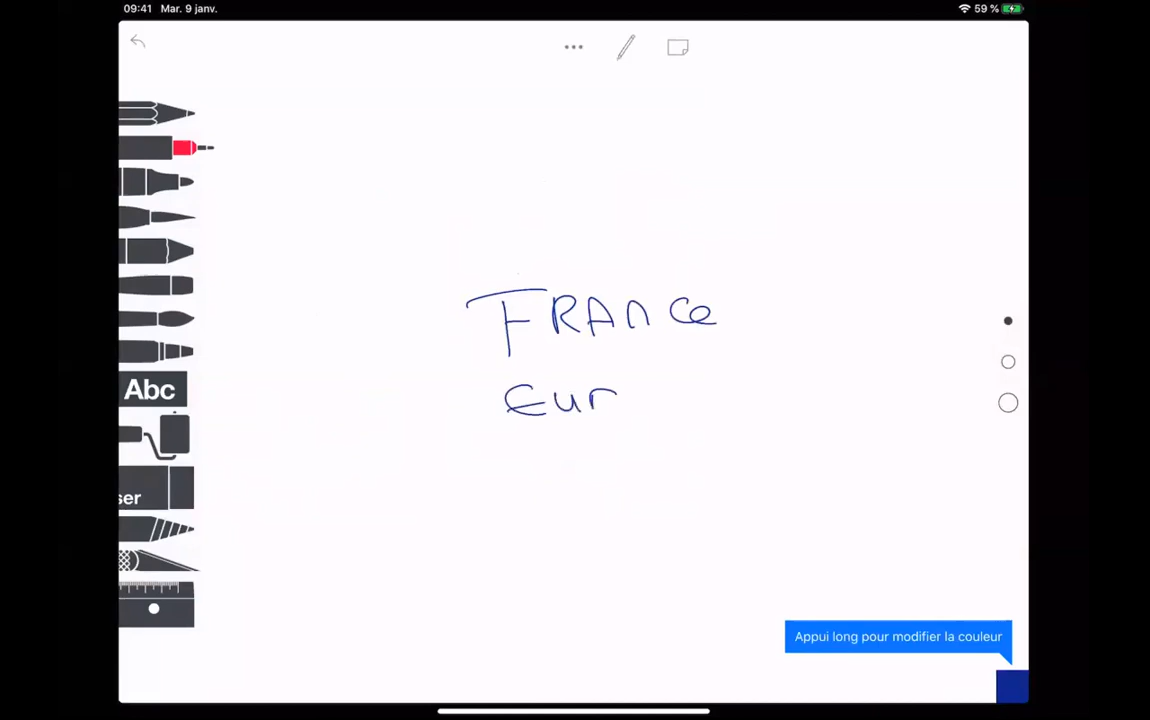 09:41 Mar. 9 janv. 59 %
Abc
ser
FRANce
Eur
Appui long pour modifier la couleur